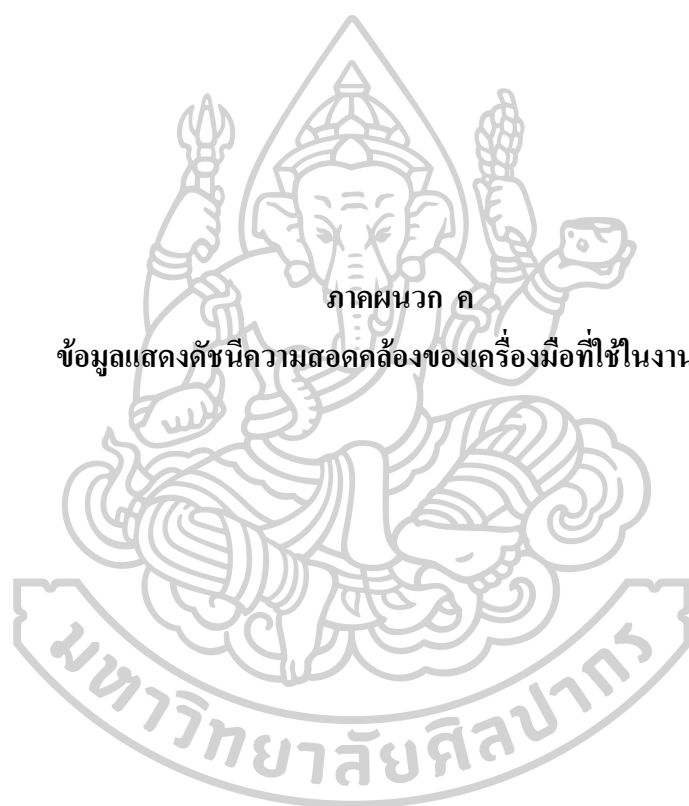 ภาคผนวก ค
ข้อมูลแสดงดัชนีความสอดคล้องของเครื่องมือที่ใช้ในงาน
มหาวิทยาลัยศิลปากร